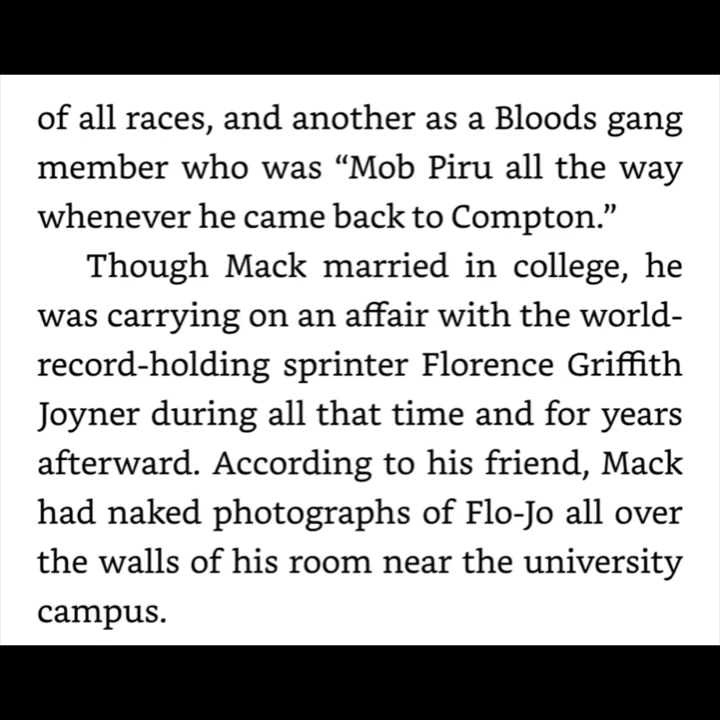 of all races, and another as a Bloods gang
member who was “Mob Piru all the way
whenever he came back to Compton.”
Though Mack married in college, he
was carrying on an affair with the world-
record-holding sprinter Florence Griffith
Joyner during all that time and for years
afterward. According to his friend, Mack
had naked photographs of Flo-Jo all over
the walls of his room near the university
campus.